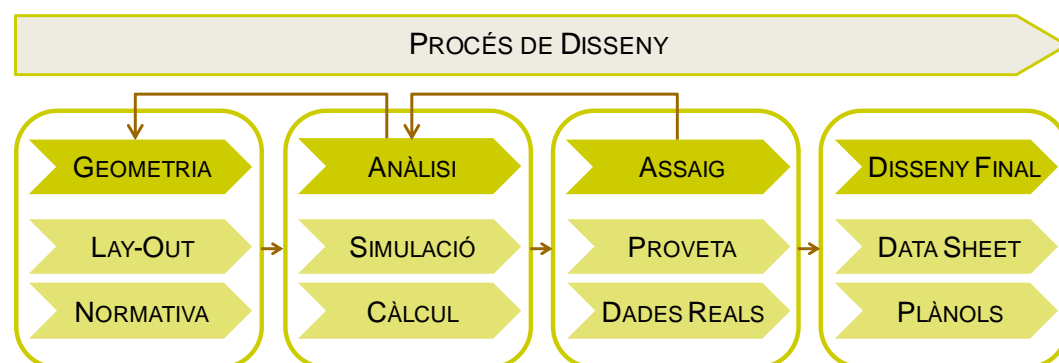 PROCÉS DE DISSENY
GEOMETRIA
LAY-OUT
NORMATIVA
ANÀLISI
SIMULACIÓ
CÀLCUL
ASSAIG
PROVETA
DADES REALS
DISSENY FINAL
DATA SHEET
PLÀNOLS